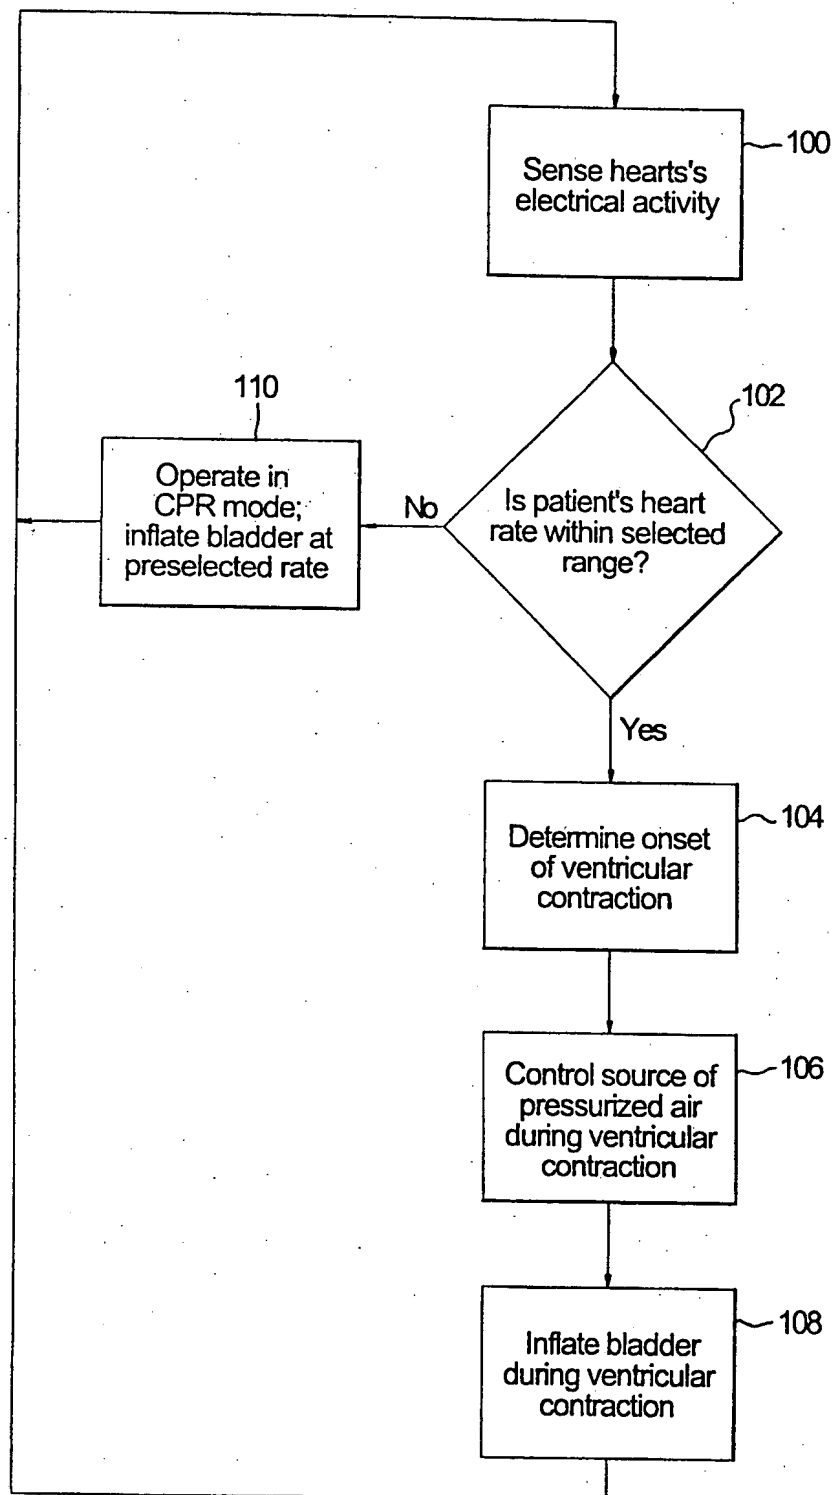 100
Sense hearts's
electrical activity
110
102
Operate in
CPR mode;
inflate bladder at
preselected rate
No
Is patient's heart
rate within selected
range?
Yes
104
Determine onset
of ventricular
contraction
106
Control source of
pressurized air
during ventricular
contraction
108
Inflate bladder
during ventricular
contraction